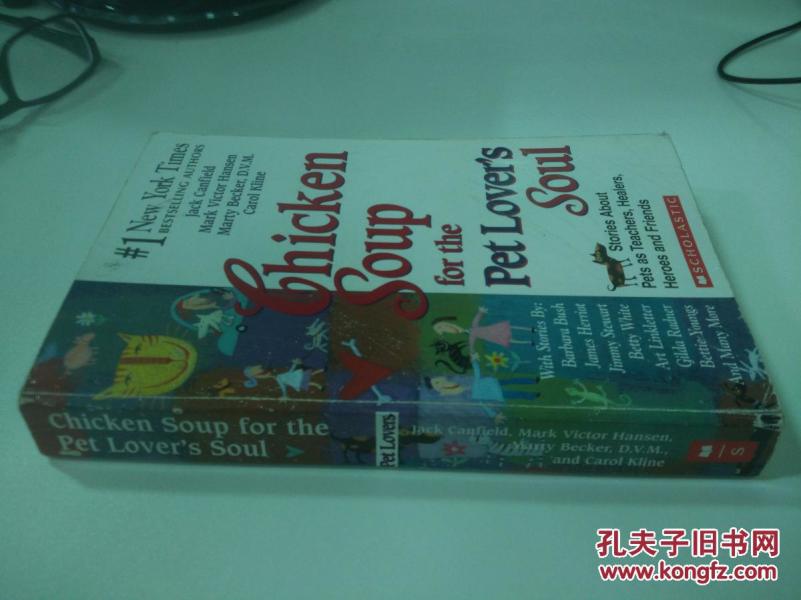 #1 New York Times
BESTSELLING AUTHORS
Jack Canfield
Mark Victor Hansen
Marty Becker, D.V.M.
Carol Kline
Chicken
Soup
for the
Pet Lover's
Soul
Stories About
Pets as Teachers, Healers,
Heroes and Friends
SCHOLASTIC
With Stories By:
Barbara Bush
James Herriot
Jimmy Stewart
Betty White
Art Linkletter
Gilda Radner
Bettie Youngs
And Many More
Chicken Soup for the
Pet Lover's Soul
Pet Lovers
Jack Canfield, Mark Victor Hansen,
Marty Becker, D.V.M.,
and Carol Kline
S
孔夫子旧书网
www.kongfz.com